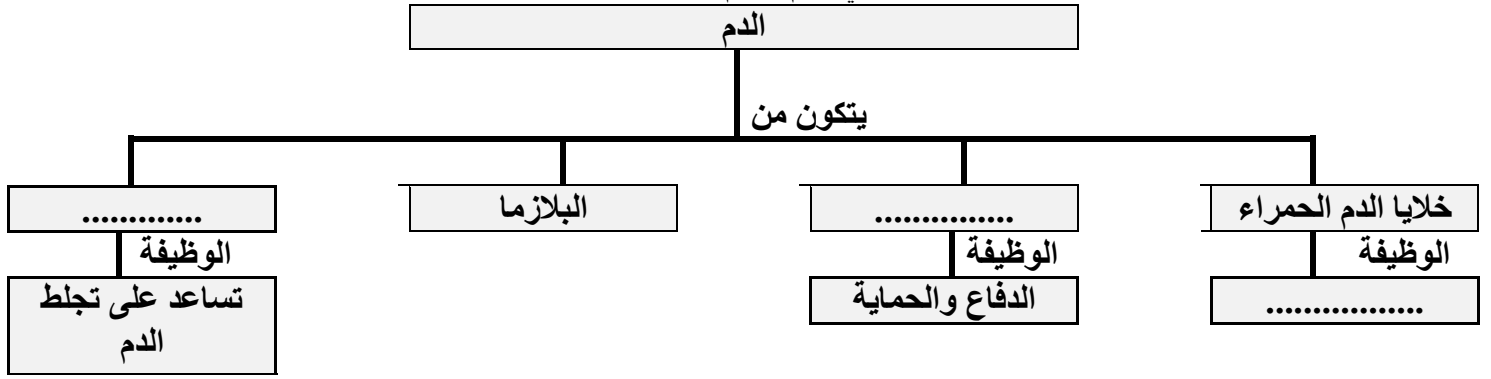 الدم
يتكون من
خلايا الدم الحمراء
...............
البلازما
.............
الوظيفة
الوظيفة
الوظيفة
.................
الدفاع والحماية
تساعد على تجلط
الدم